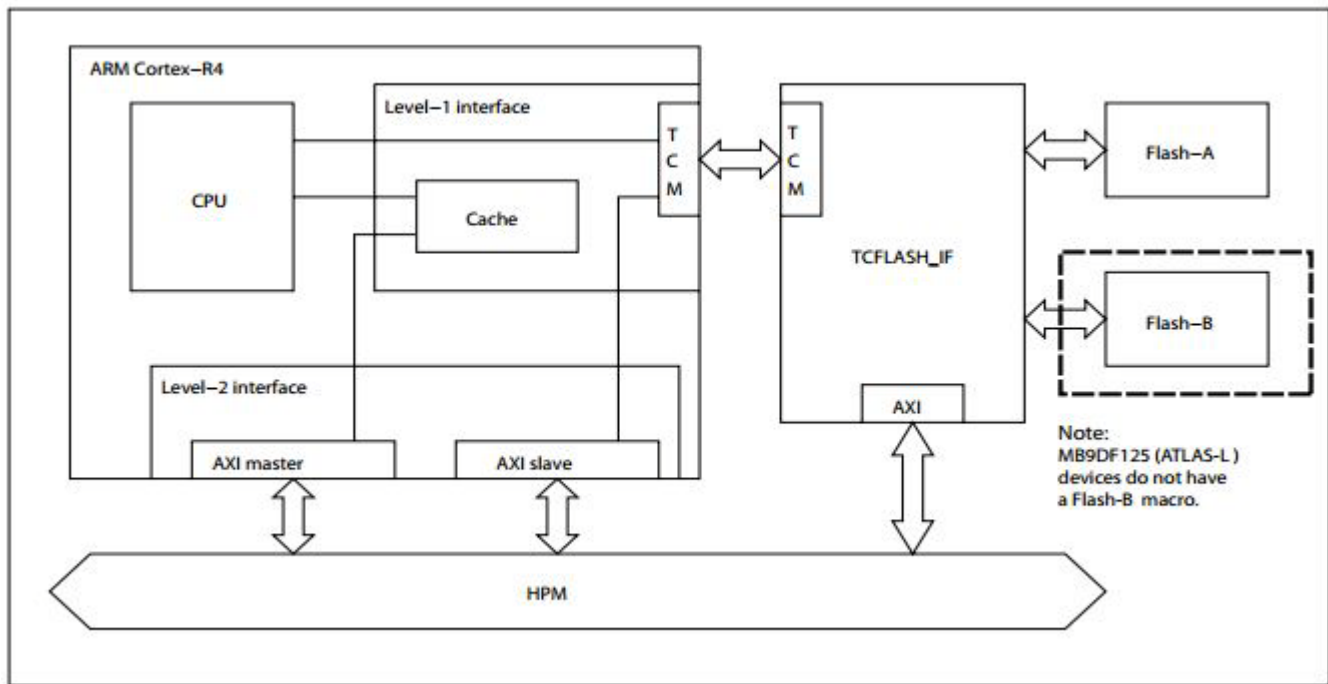 ARM Cortex−R4
Level−1 interface
T
C
M
T
C
M
CPU
Cache
TCFLASH_IF
Flash−A
Flash−B
Level−2 interface
AXI master
AXI slave
AXI
Note:
MB9DF125 (ATLAS-L )
devices do not have
a Flash-B macro.
HPM